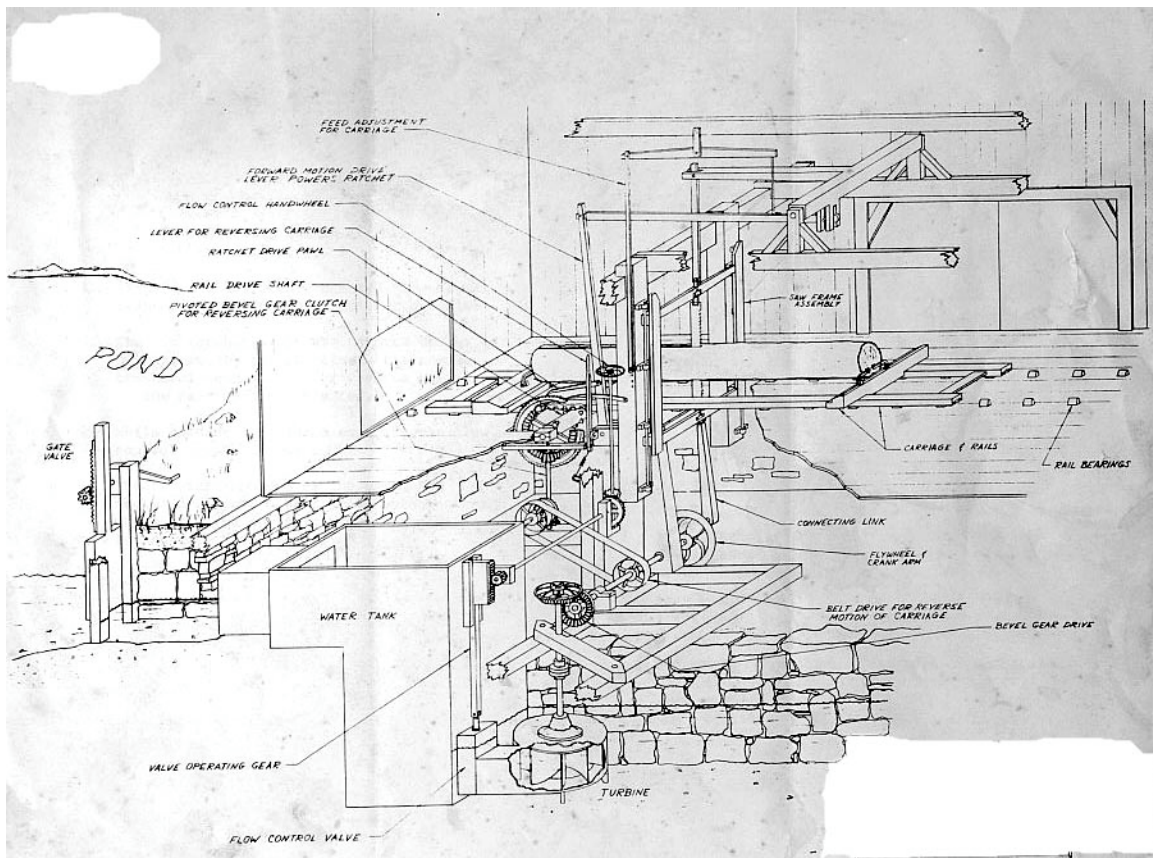 FEED ADJUSTMENT
FOR CARRIAGE
FORWARD MOTION DRIVE
LEVER POWERS RATCHET
FLOW CONTROL HANDWHEEL
LEVER FOR REVERSING CARRIAGE
RATCHET DRIVE PAWL
RAIL DRIVE SHAFT
PIVOTED BEVEL GEAR CLUTCH
FOR REVERSING CARRIAGE
SAW FRAME
ASSEMBLY
POND
GATE
VALVE
CARRIAGE & RAILS
RAIL BEARINGS
CONNECTING LINK
FLYWHEEL &
CRANK ARM
WATER TANK
BELT DRIVE FOR REVERSE
MOTION OF CARRIAGE
BEVEL GEAR DRIVE
VALVE OPERATING GEAR
TURBINE
FLOW CONTROL VALVE